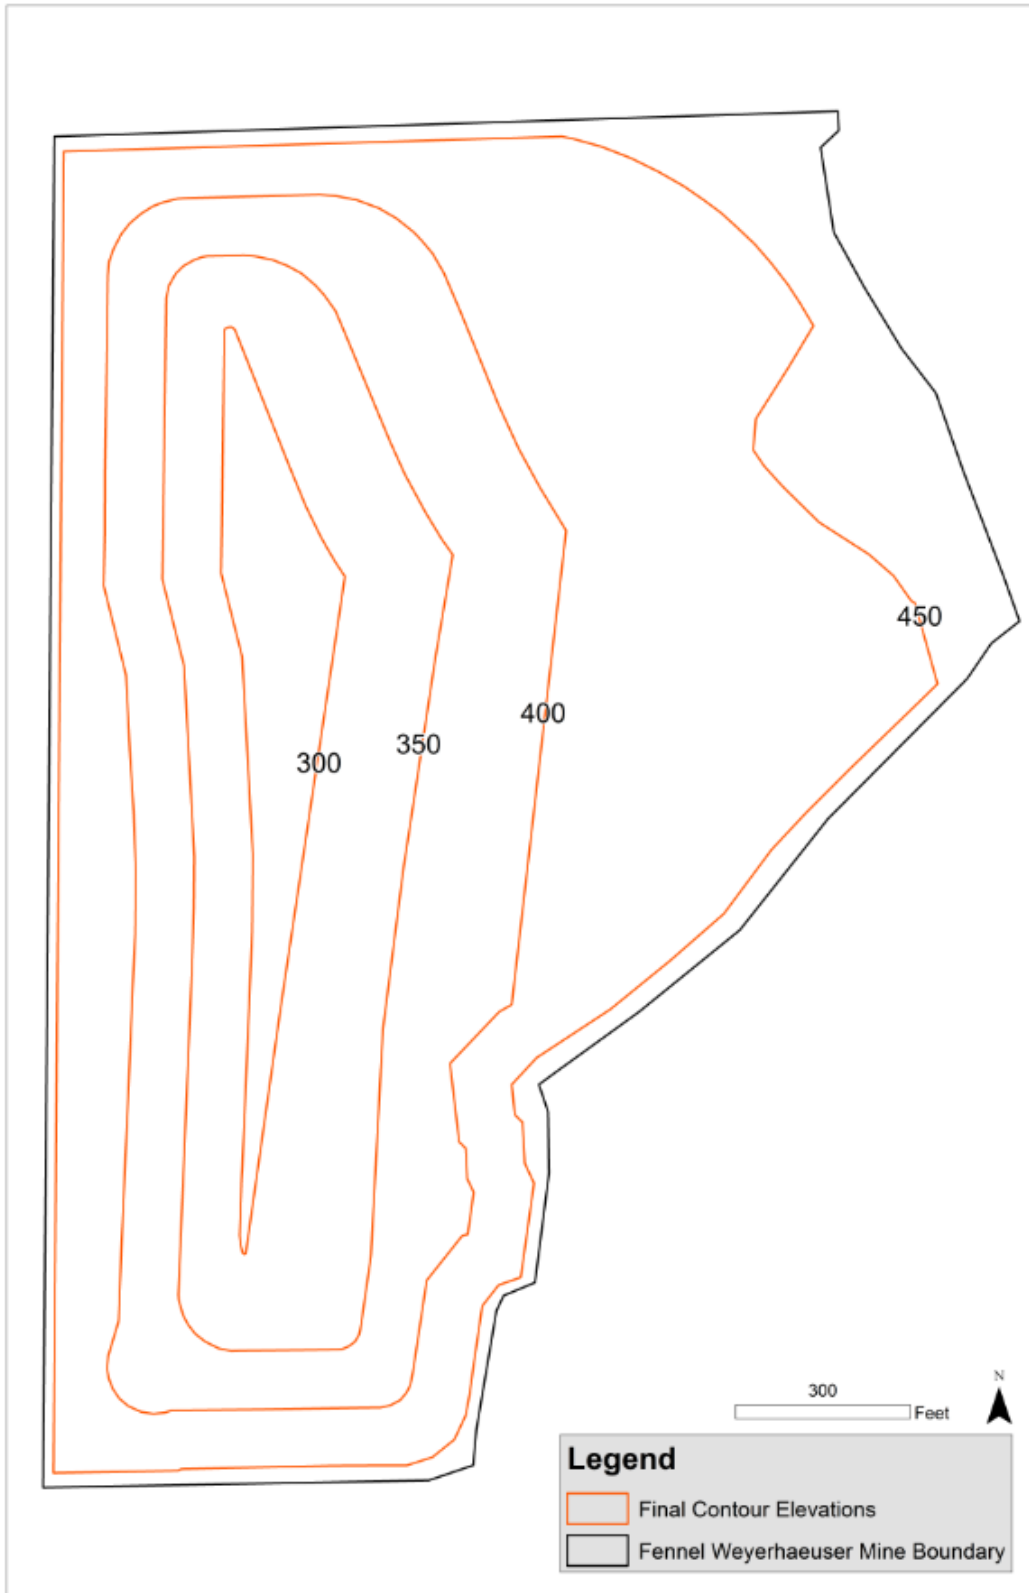 450
400
350
300
300
Feet
N
Legend
Final Contour Elevations
Fennel Weyerhaeuser Mine Boundary